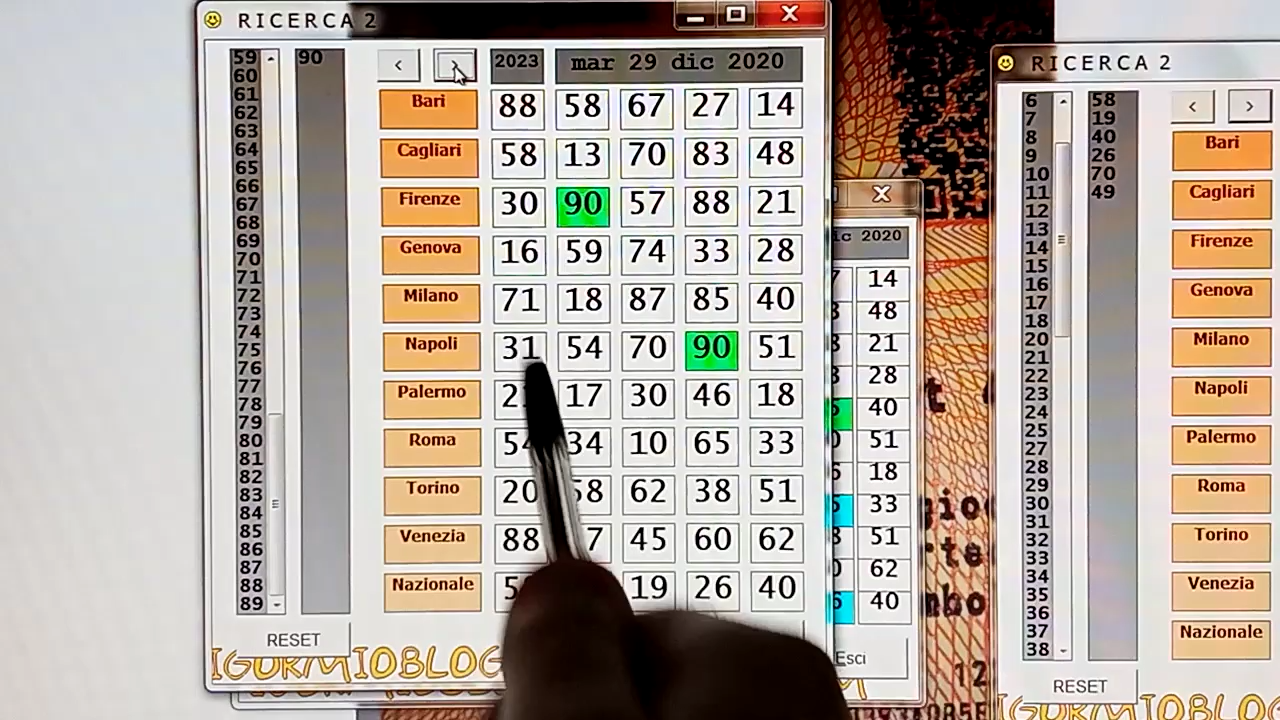 RICERCA 2
59 90
60
61
62
63
64
65
66
67
68
69
70
71
72
73
74
75
76
77
78
79
80
81
82
83
84
85
86
87
88
89
RESET
< >
2023 mar 29 dic 2020
Bari 88 58 67 27 14
Cagliari 58 13 70 83 48
Firenze 30 90 57 88 21
Genova 16 59 74 33 28
Milano 71 18 87 85 40
Napoli 31 54 70 90 51
Palermo 17 30 46 18
Roma 54 34 10 65 33
Torino 20 58 62 38 51
Venezia 88 7 45 60 62
Nazionale 19 26 40
IGORMIOBLOG
X
ic 2020
14
48
21
28
40
51
18
33
51
62
40
Esci
12
RICERCA 2
6 58
7 19
8 40
9 26
10 70
11 49
12
13
14
15
16
17
18
20
21
22
23
24
25
26
27
28
29
30
31
32
33
34
35
36
37
38
RESET
< >
Bari
Cagliari
Firenze
Genova
Milano
Napoli
Palermo
Roma
Torino
Venezia
Nazionale
IGORMIOBLOG